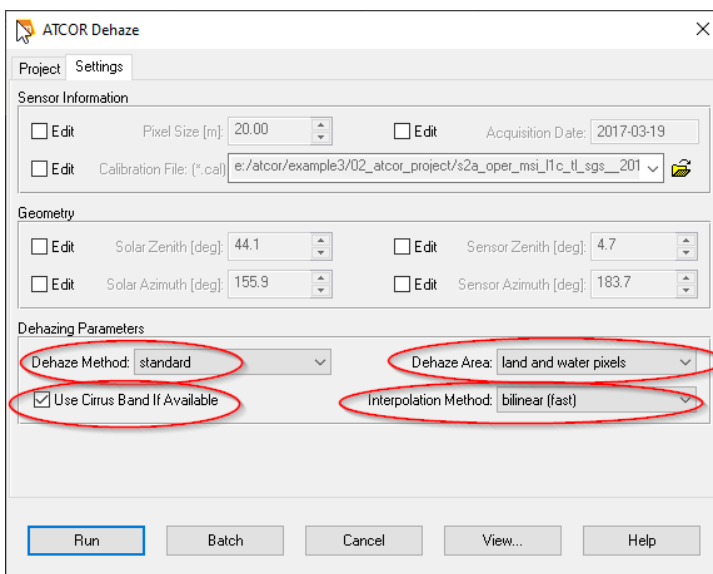 ATCOR Dehaze
Project Settings
Sensor Information
Edit Pixel Size [m]: 20.00 Edit Acquisition Date: 2017-03-19
Edit Calibration File: (*.cal) e:/atcor/example3/02_atcor_project/s2a_oper_msi_l1c_tl_sgs__201
Geometry
Edit Solar Zenith [deg]: 44.1 Edit Sensor Zenith [deg]: 4.7
Edit Solar Azimuth [deg]: 155.9 Edit Sensor Azimuth [deg]: 183.7
Dehazing Parameters
Dehaze Method: standard Dehaze Area: land and water pixels
Use Cirrus Band If Available Interpolation Method: bilinear (fast)
Run Batch Cancel View... Help